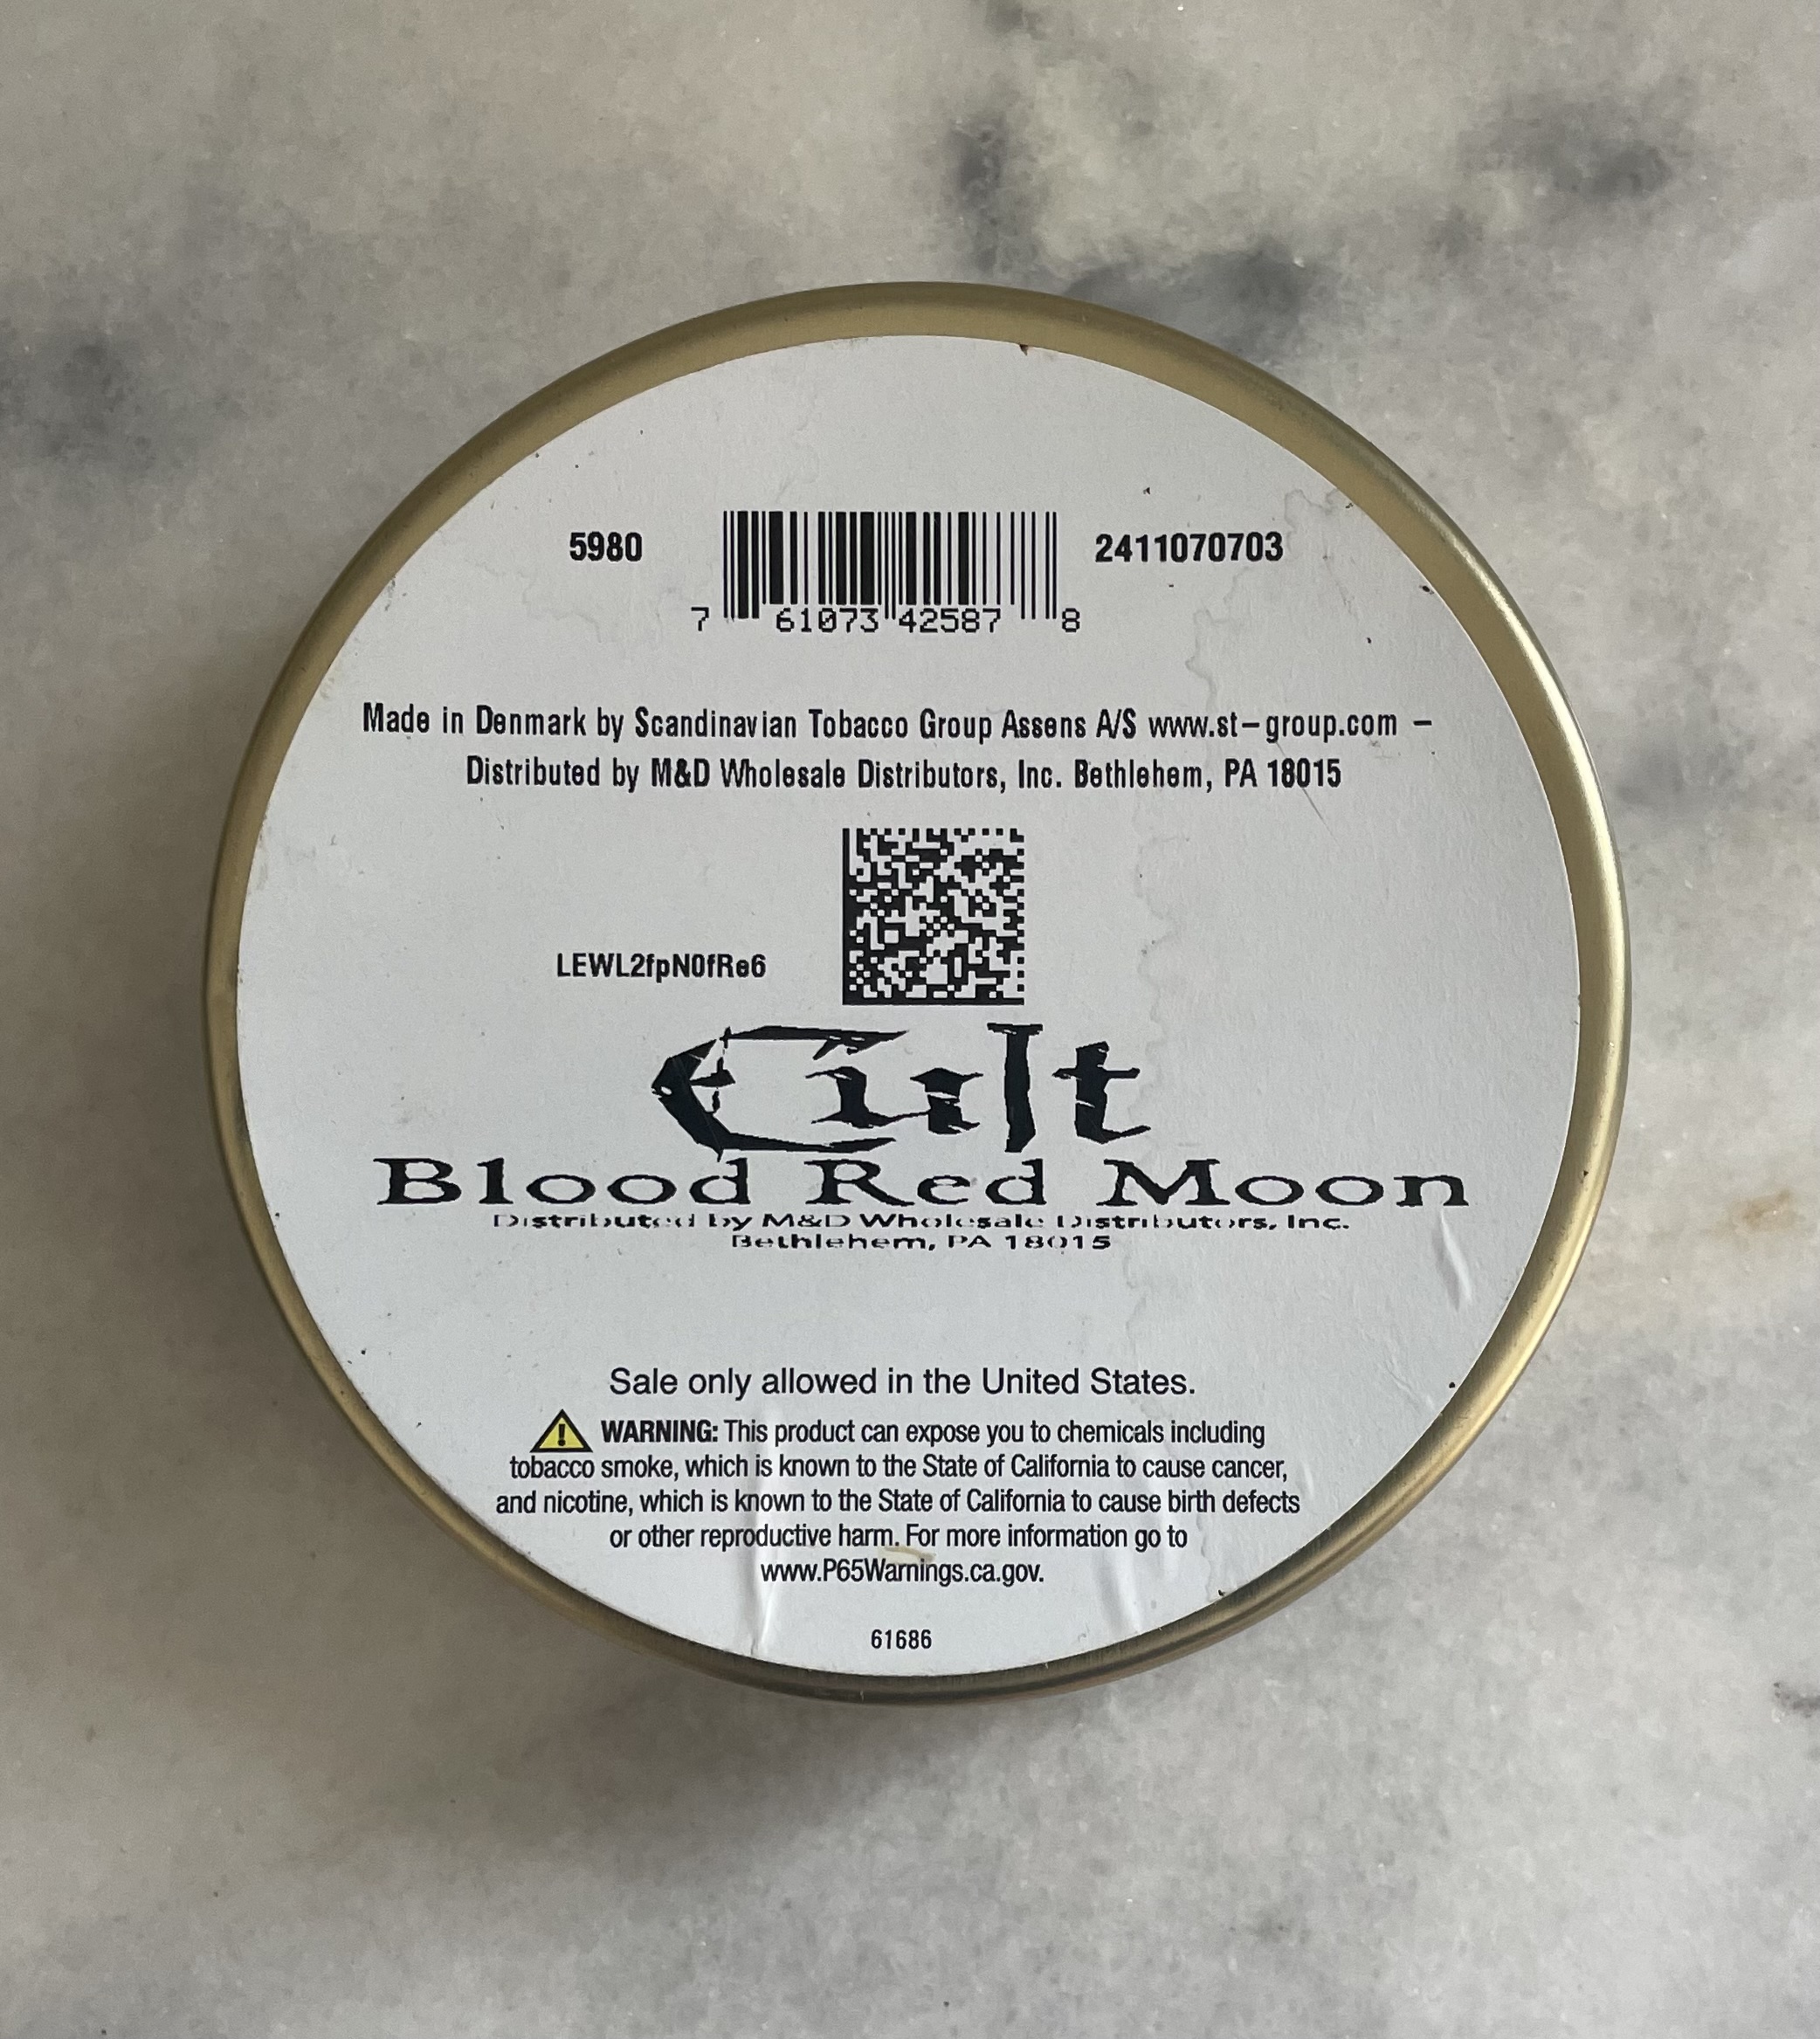 5980 2411070703
7 61073 42587 8
Made in Denmark by Scandinavian Tobacco Group Assens A/S www.st-group.com -
Distributed by M&D Wholesale Distributors, Inc. Bethlehem, PA 18015
LEWL2fpN0fRe6
Cult
Blood Red Moon
Distributed by M&D Wholesale Distributors, Inc.
Bethlehem, PA 18015
Sale only allowed in the United States.
WARNING: This product can expose you to chemicals including
tobacco smoke, which is known to the State of California to cause cancer,
and nicotine, which is known to the State of California to cause birth defects
or other reproductive harm. For more information go to
www.P65Warnings.ca.gov.
61686